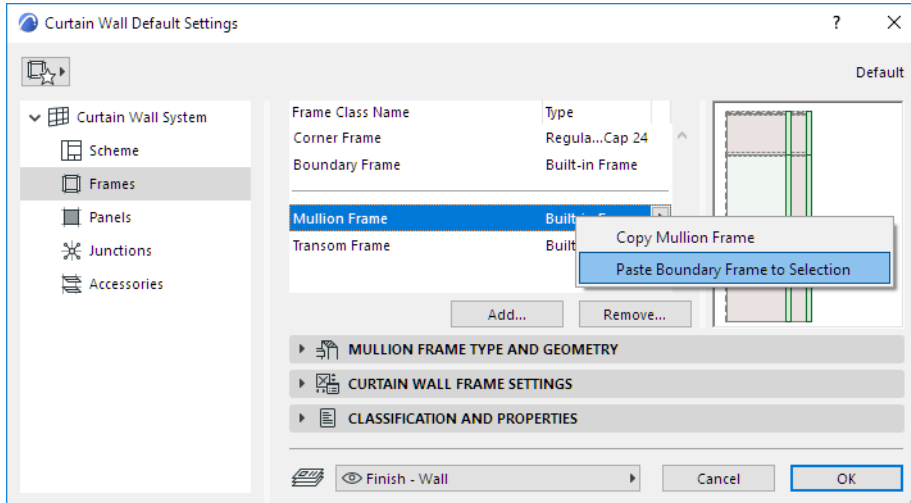 Curtain Wall Default Settings
?
Default
Curtain Wall System
Scheme
Frames
Panels
Junctions
Accessories
Frame Class Name Type
Corner Frame Regula...Cap 24
Boundary Frame Built-in Frame
Mullion Frame
Transom Frame
Copy Mullion Frame
Paste Boundary Frame to Selection
Add... Remove...
MULLION FRAME TYPE AND GEOMETRY
CURTAIN WALL FRAME SETTINGS
CLASSIFICATION AND PROPERTIES
Finish - Wall Cancel OK